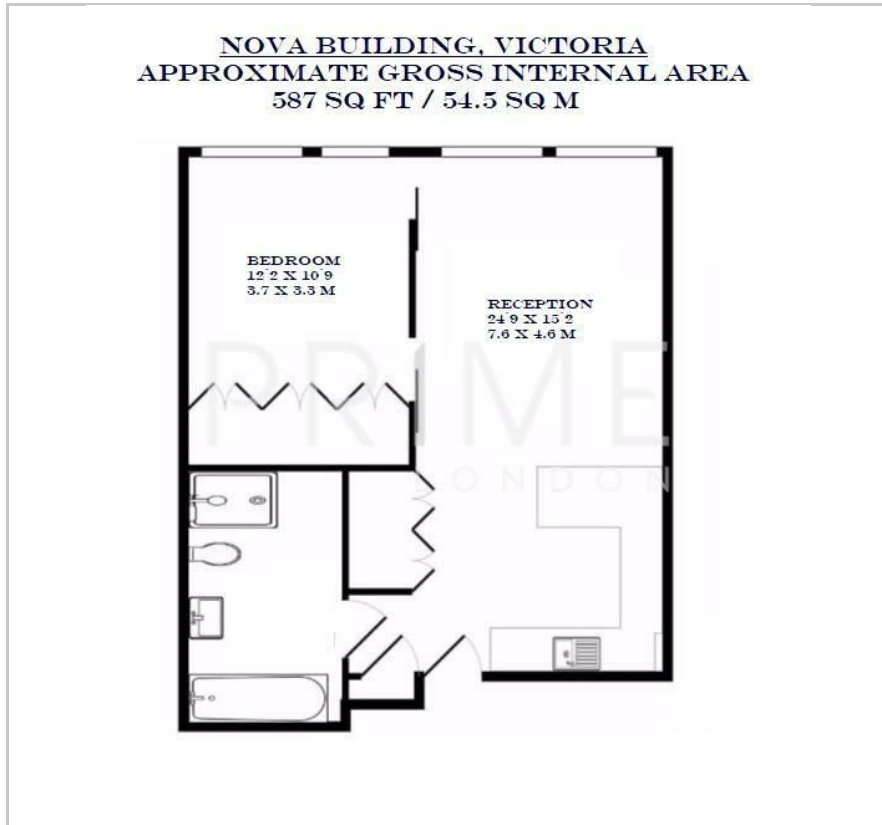 NOVA BUILDING, VICTORIA
APPROXIMATE GROSS INTERNAL AREA
587 SQ FT / 54.5 SQ M
BEDROOM
12'2 X 10'9
3.7 X 3.3 M
RECEPTION
24'9 X 15'2
7.6 X 4.6 M
PRIME
LONDON